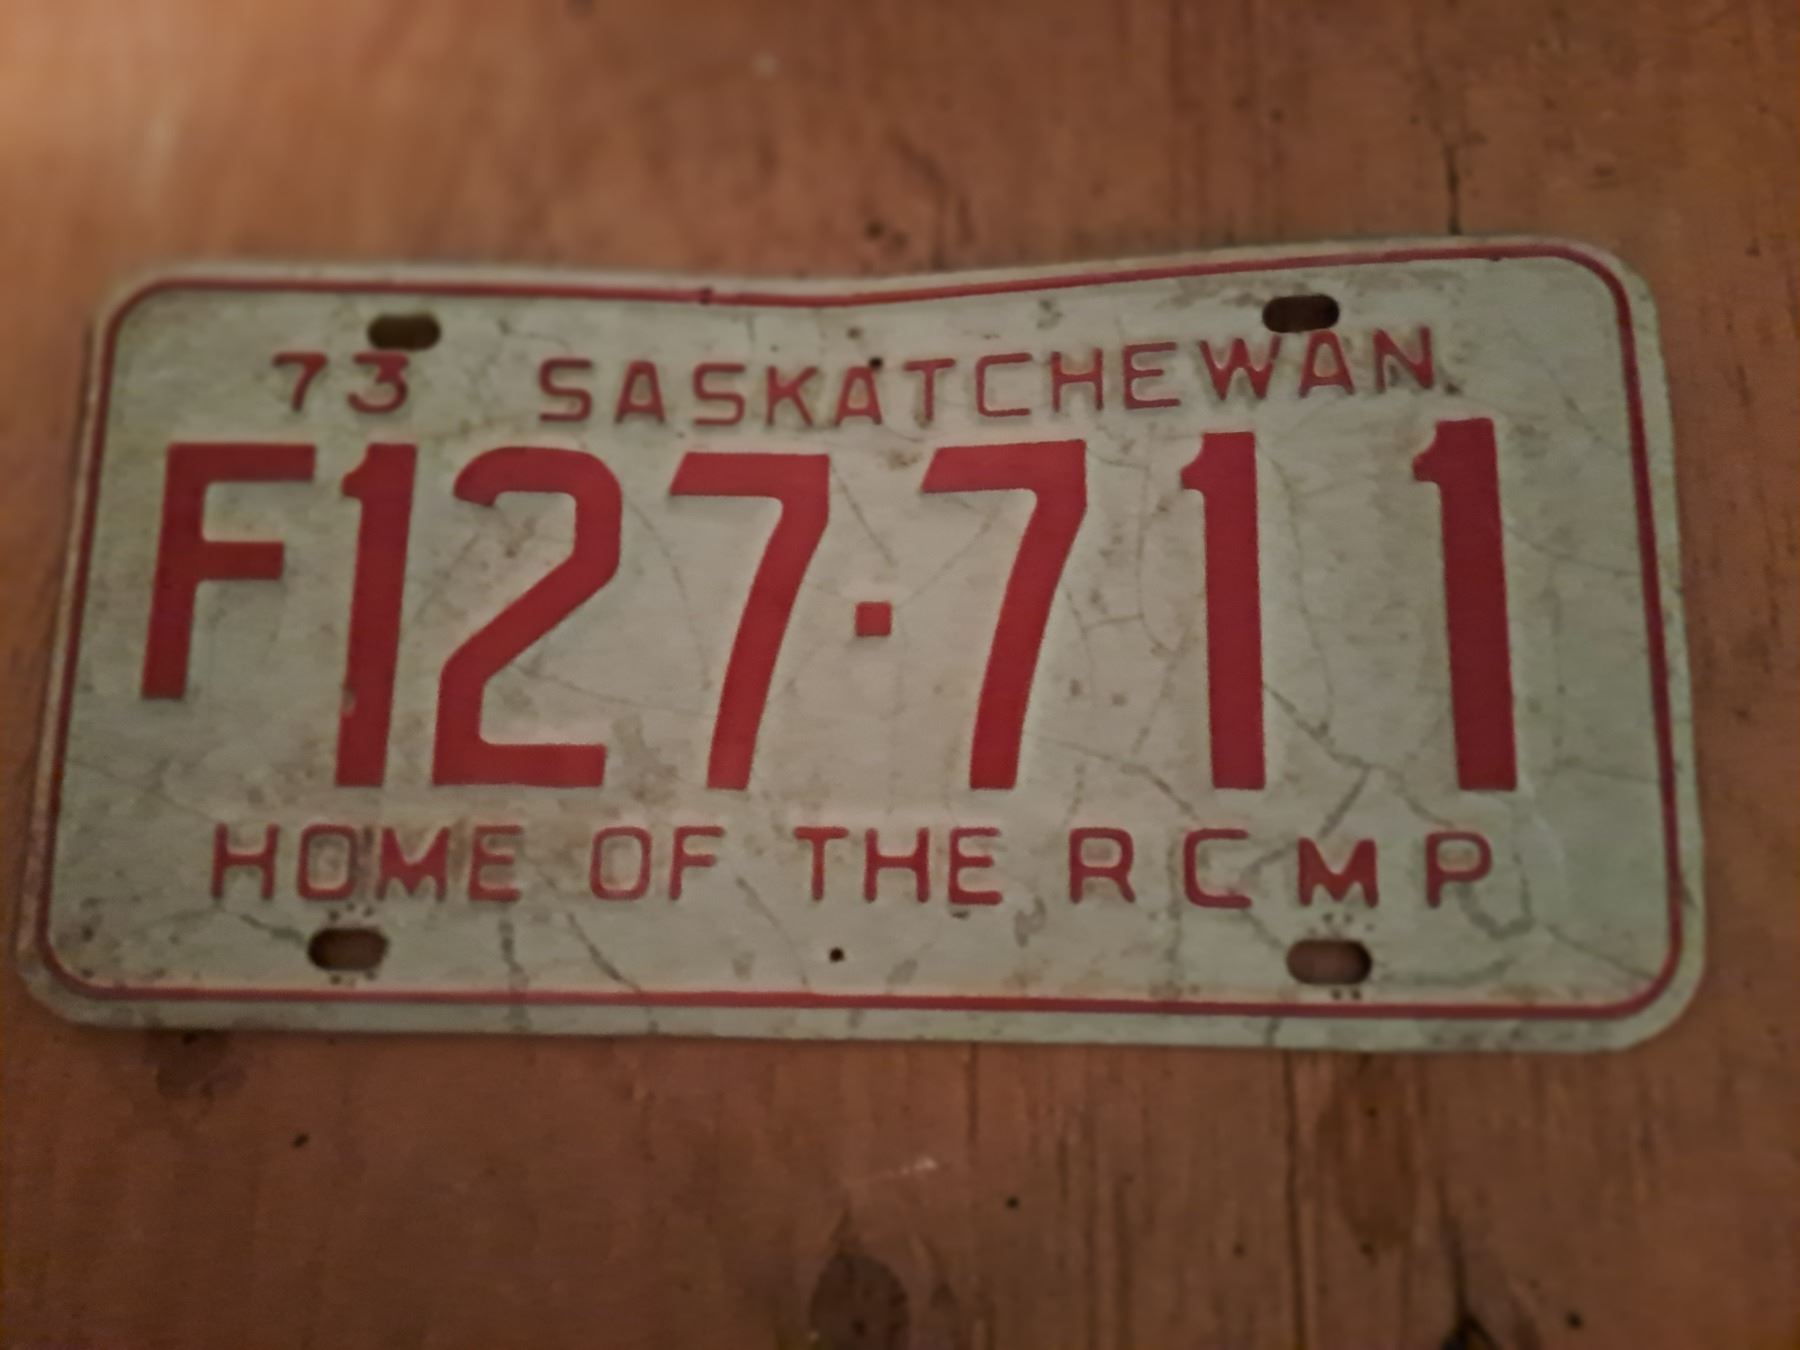 73 SASKATCHEWAN
F127·711
HOME OF THE RCMP